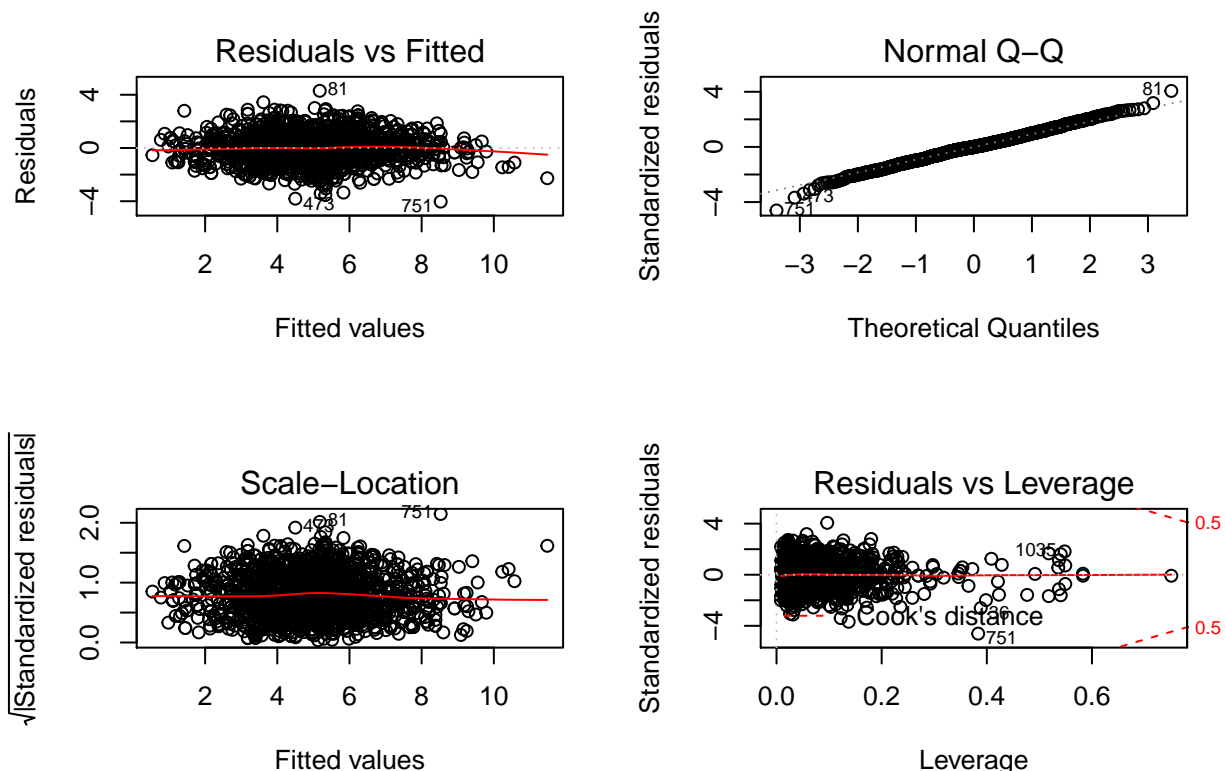 Residuals vs Fitted
Residuals
4
0
−4
81
473
751
2 4 6 8 10
Fitted values
Normal Q−Q
Standardized residuals
4
0
−4
81
473
751
−3 −2 −1 0 1 2 3
Theoretical Quantiles
Scale−Location
√|Standardized residuals|
2.0
1.0
0.0
751
473
81
2 4 6 8 10
Fitted values
Residuals vs Leverage
Standardized residuals
4
0
−4
0.5
0.5
1035
Cook's distance
751
0.0 0.2 0.4 0.6
Leverage